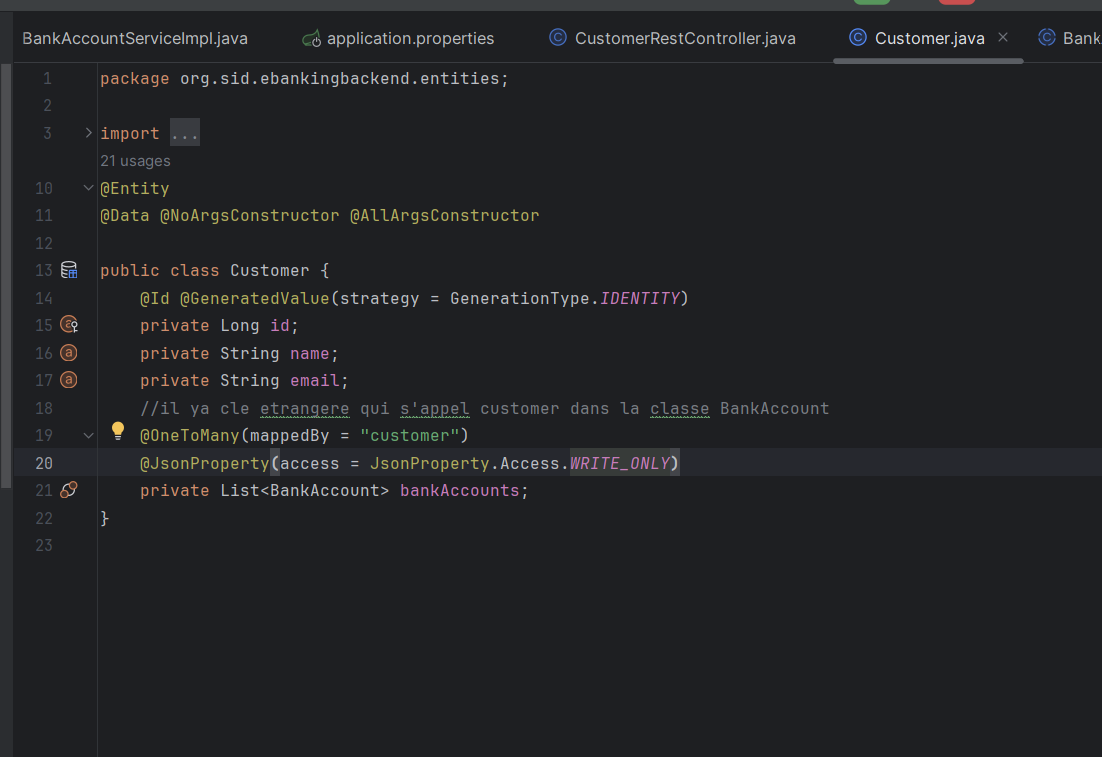 BankAccountServiceImpl.java application.properties CustomerRestController.java Customer.java Bank
1 package org.sid.ebankingbackend.entities;
2
3 import ...
21 usages
10 @Entity
11 @Data @NoArgsConstructor @AllArgsConstructor
12
13 public class Customer {
14 @Id @GeneratedValue(strategy = GenerationType.IDENTITY)
15 private Long id;
16 private String name;
17 private String email;
18 //il ya cle etrangere qui s'appel customer dans la classe BankAccount
19 @OneToMany(mappedBy = "customer")
20 @JsonProperty(access = JsonProperty.Access.WRITE_ONLY)
21 private List<BankAccount> bankAccounts;
22 }
23